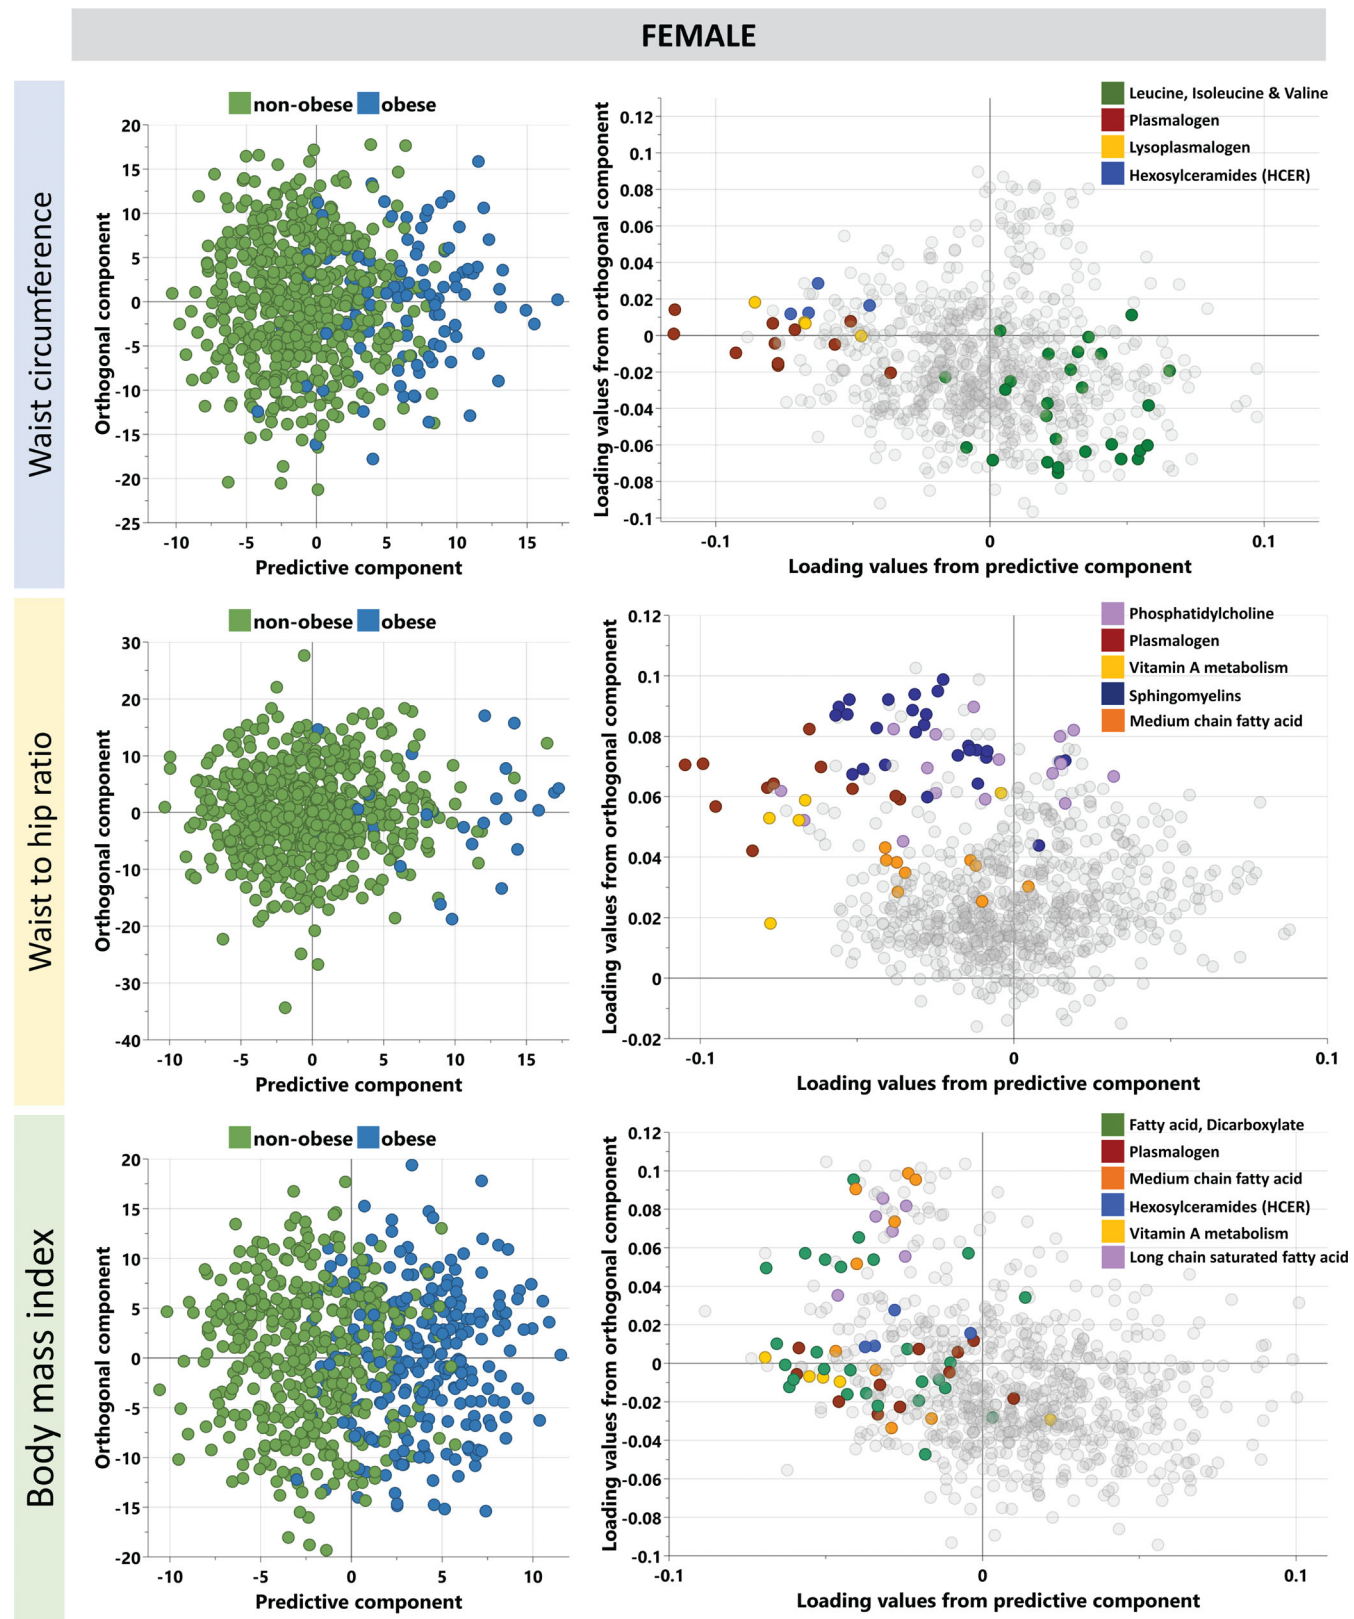 FEMALE
Waist circumference
non-obese obese
Orthogonal component
20
15
10
5
0
-5
-10
-15
-20
-25
-10 -5 0 5 10 15
Predictive component
Leucine, Isoleucine & Valine
Plasmalogen
Lysoplasmalogen
Hexosylceramides (HCER)
Loading values from orthogonal component
0.12
0.1
0.08
0.06
0.04
0.02
0
-0.02
-0.04
-0.06
-0.08
-0.1
-0.1 0 0.1
Loading values from predictive component
Waist to hip ratio
non-obese obese
Orthogonal component
30
20
10
0
-10
-20
-30
-40
-10 -5 0 5 10 15
Predictive component
Phosphatidylcholine
Plasmalogen
Vitamin A metabolism
Sphingomyelins
Medium chain fatty acid
Loading values from orthogonal component
0.12
0.1
0.08
0.06
0.04
0.02
0
-0.02
-0.1 0 0.1
Loading values from predictive component
Body mass index
non-obese obese
Orthogonal component
20
15
10
5
0
-5
-10
-15
-20
-10 -5 0 5 10
Predictive component
Fatty acid, Dicarboxylate
Plasmalogen
Medium chain fatty acid
Hexosylceramides (HCER)
Vitamin A metabolism
Long chain saturated fatty acid
Loading values from orthogonal component
0.12
0.1
0.08
0.06
0.04
0.02
0
-0.02
-0.04
-0.06
-0.08
-0.1
-0.1 0 0.1
Loading values from predictive component